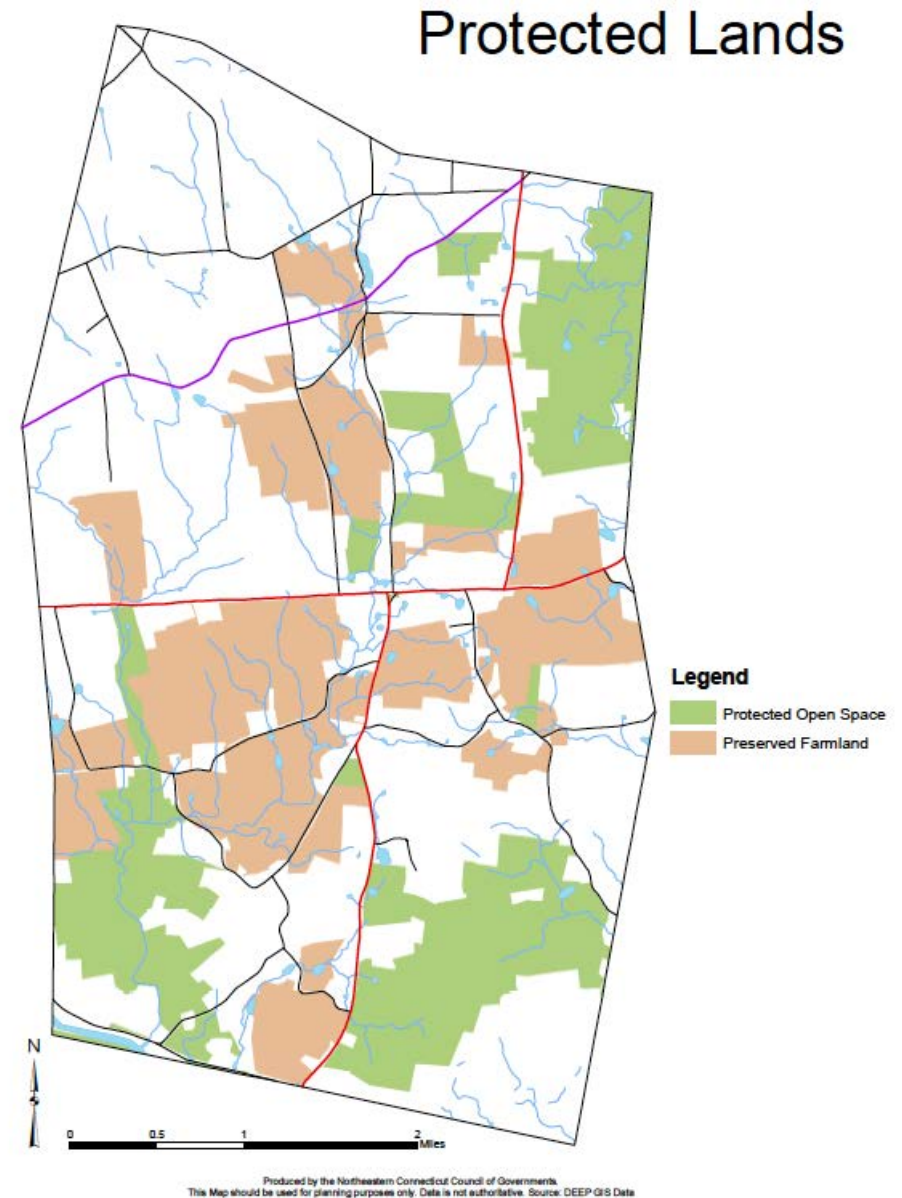 Protected Lands
Legend
Protected Open Space
Preserved Farmland
N
0 0.5 1 2
Miles
Produced by the Northeastern Connecticut Council of Governments.
This Map should be used for planning purposes only. Data is not authoritative. Source: DEEP GIS Data